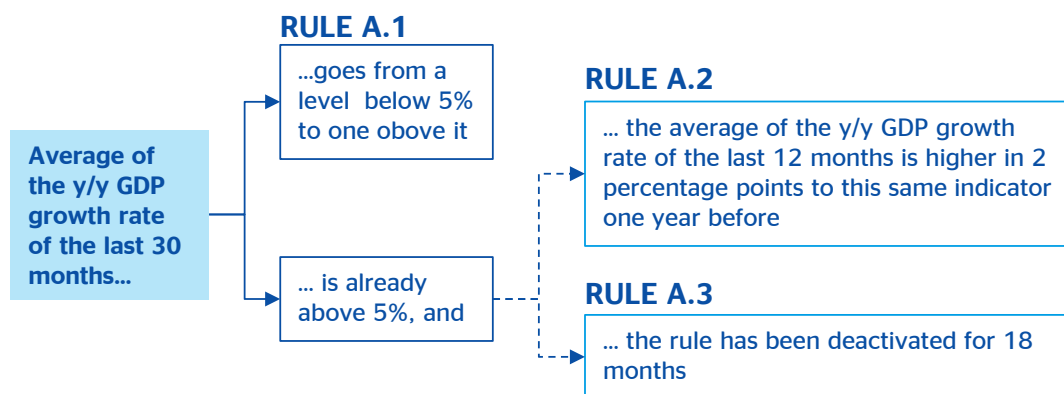 RULE A.1
...goes from a
level below 5%
to one obove it
RULE A.2
Average of
the y/y GDP
growth rate
of the last 30
months...
... the average of the y/y GDP growth
rate of the last 12 months is higher in 2
percentage points to this same indicator
one year before
... is already
above 5%, and
RULE A.3
... the rule has been deactivated for 18
months